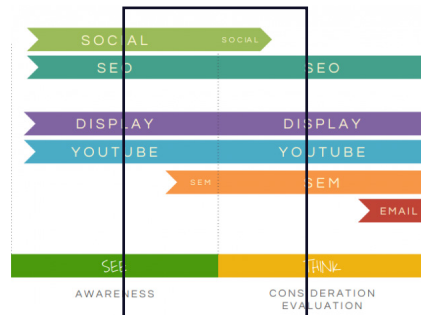 SOCIAL SOCIAL
SEO SEO
DISPLAY DISPLAY
YOUTUBE YOUTUBE
SEM SEM
EMAIL
SEE THINK
AWARENESS CONSIDERATION
EVALUATION